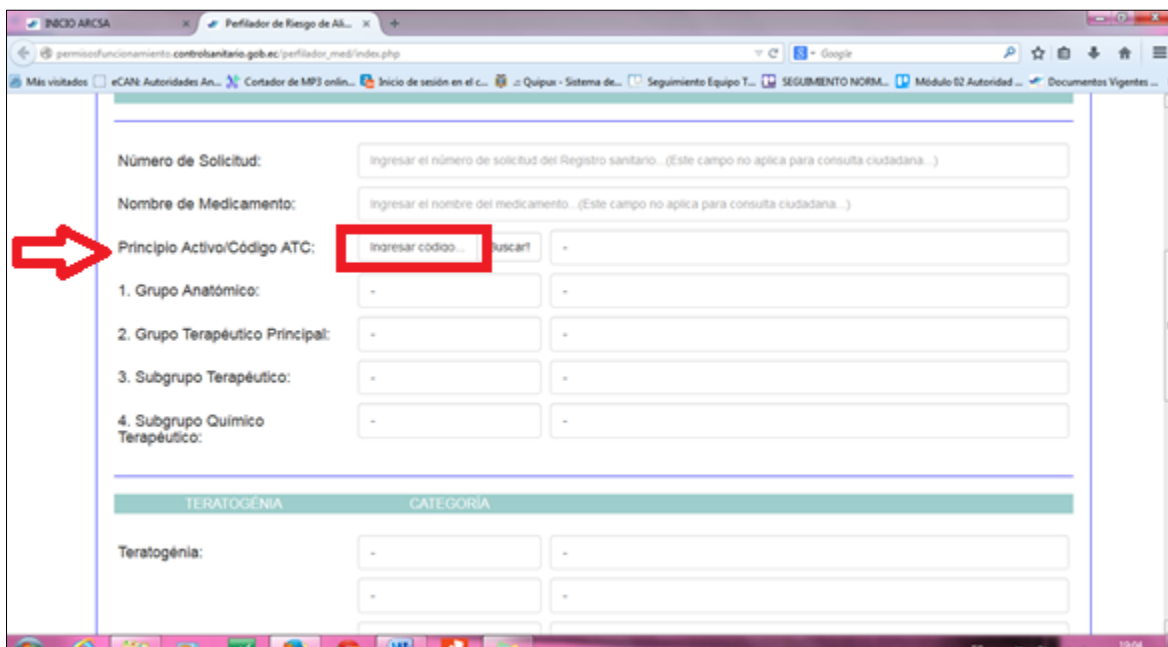 INICIO ARCSA
Perfilador de Riesgo de Ali...
permisosfuncionamiento.controlsanitario.gob.ec/perfilador_med/index.php
Google
Más visitados
eCAN: Autoridades An...
Cortador de MP3 onlin...
Inicio de sesión en el c...
.:: Quipux - Sistema de...
Seguimiento Equipo T...
SEGUIMIENTO NORM...
Módulo 02 Autoridad ...
Documentos Vigentes ...
Número de Solicitud:
Ingresar el número de solicitud del Registro sanitario...(Este campo no aplica para consulta ciudadana...)
Nombre de Medicamento:
Ingresar el nombre del medicamento...(Este campo no aplica para consulta ciudadana...)
Principio Activo/Código ATC:
Ingresar código...
Buscar!
-
1. Grupo Anatómico:
-
-
2. Grupo Terapéutico Principal:
-
-
3. Subgrupo Terapéutico:
-
-
4. Subgrupo Químico
Terapéutico:
-
-
TERATOGÉNIA
CATEGORÍA
Teratogénia:
-
-
-
-
19:04